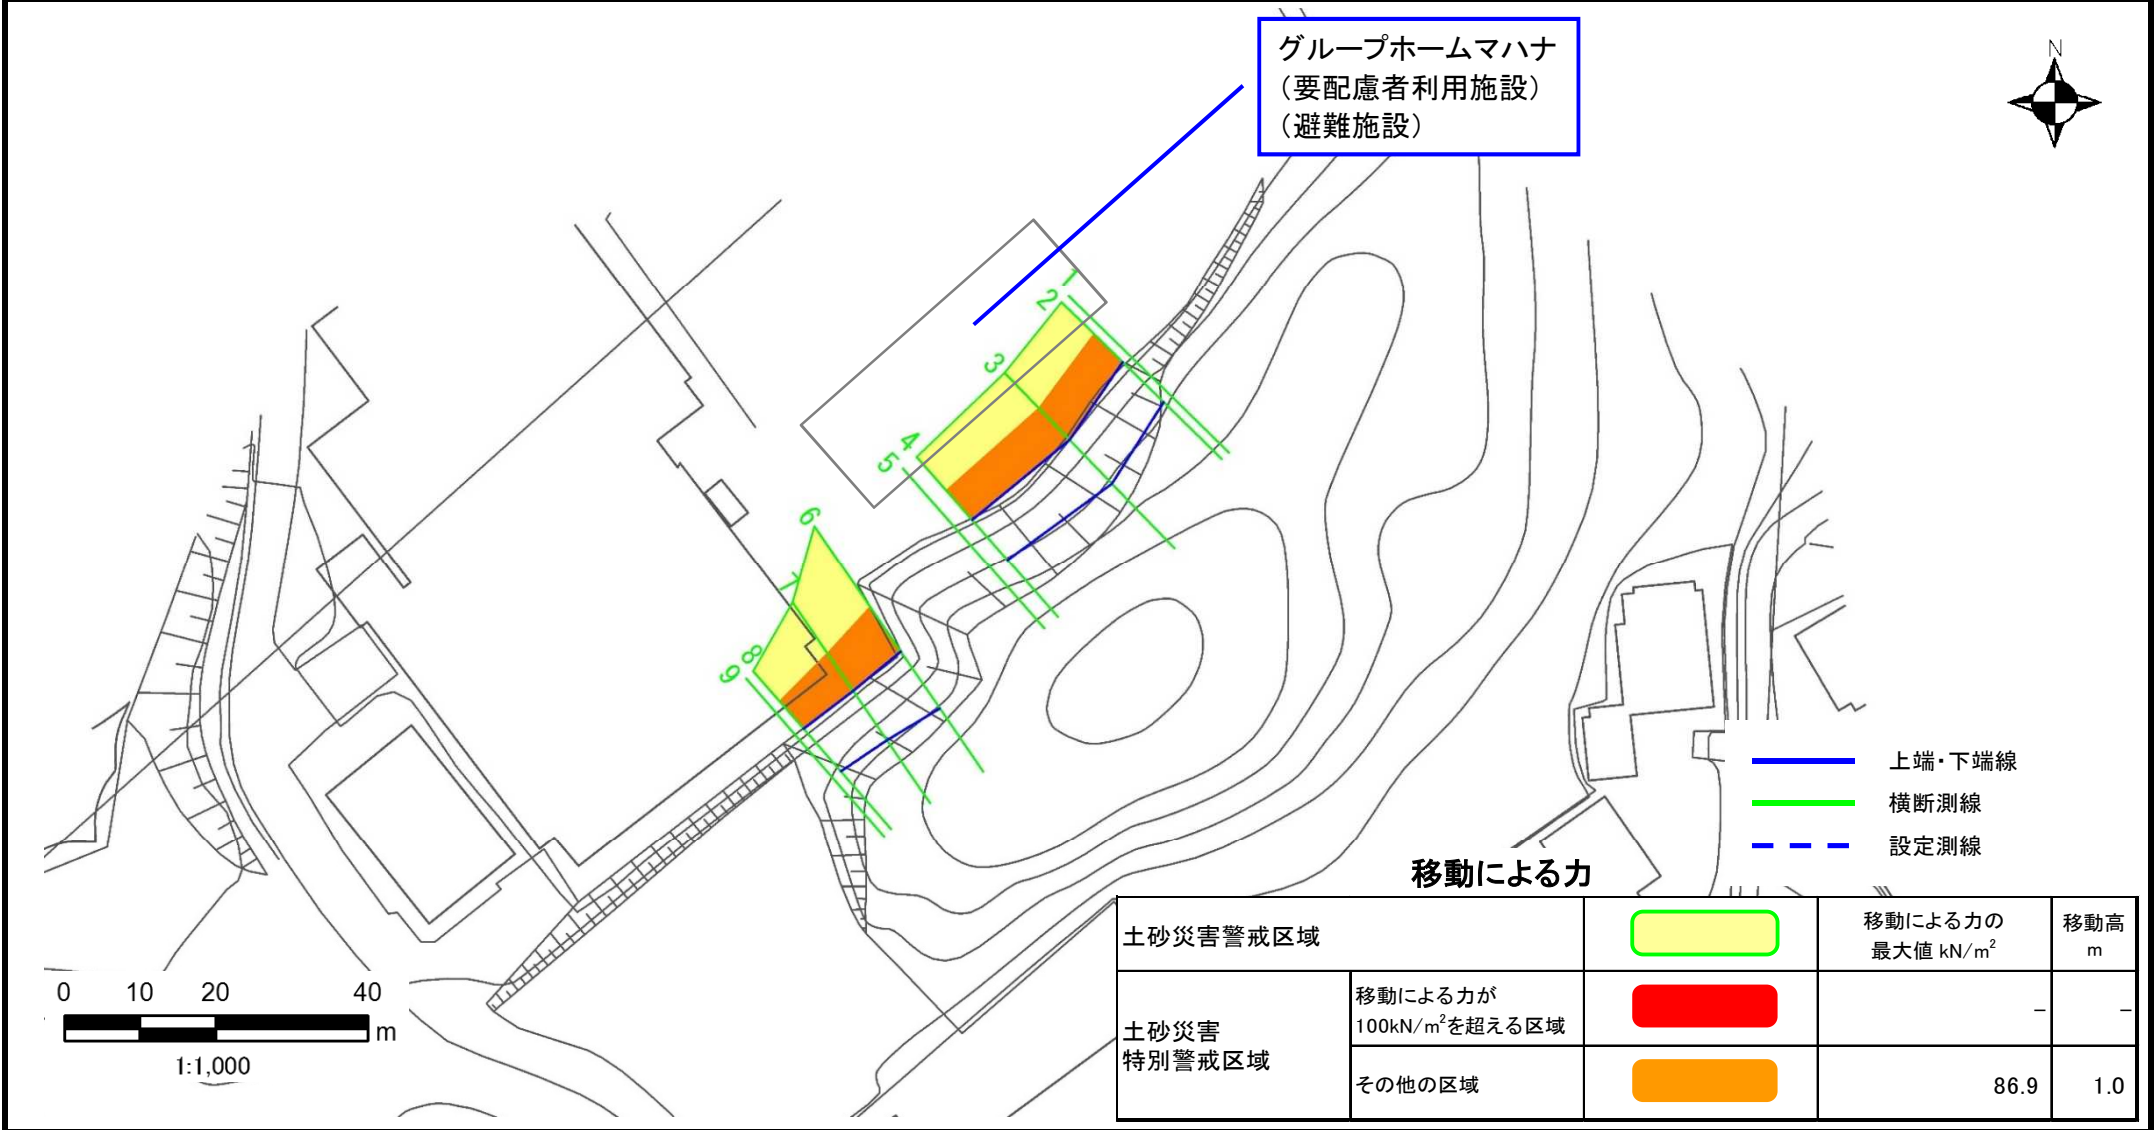 グループホームマハナ
（要配慮者利用施設）
（避難施設）
N
1
2
3
4
5
6
7
8
9
上端・下端線
横断測線
設定測線
移動による力
土砂災害警戒区域
移動による力の
最大値 kN/m²
移動高
m
土砂災害
特別警戒区域
移動による力が
100kN/m²を超える区域
－
－
その他の区域
86.9
1.0
0 10 20 40
m
1:1,000